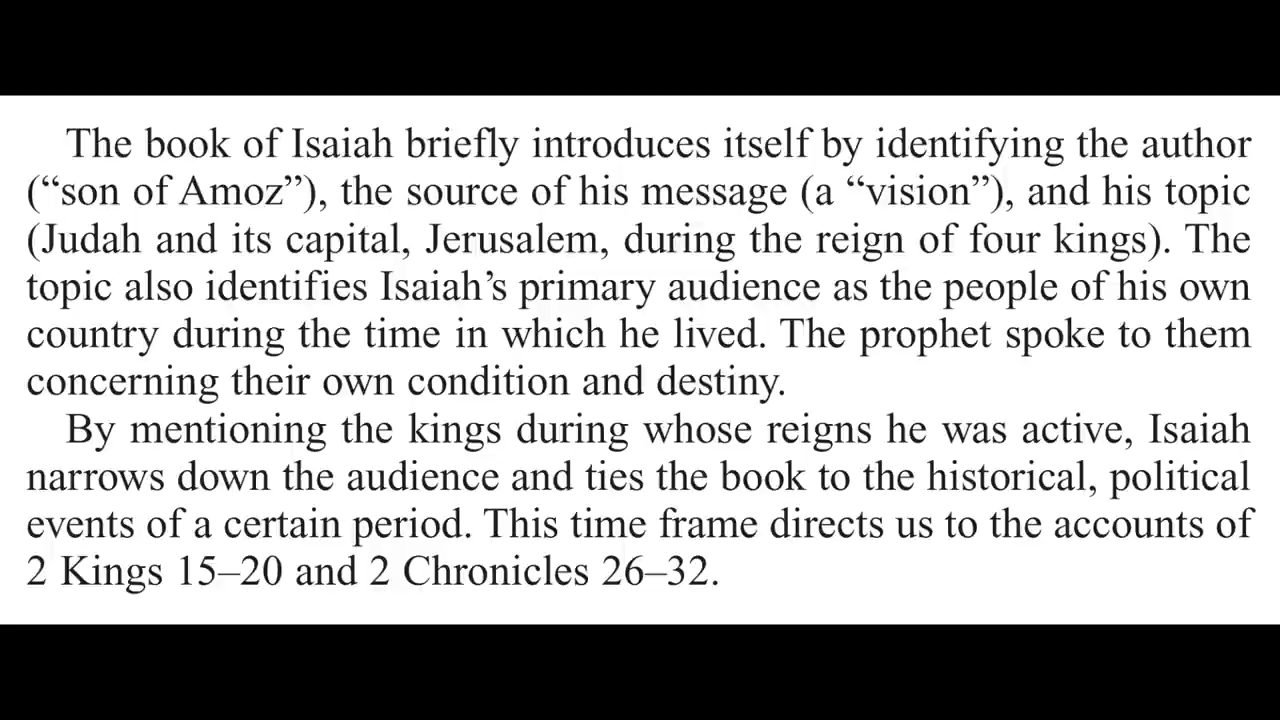 The book of Isaiah briefly introduces itself by identifying the author
(“son of Amoz”), the source of his message (a “vision”), and his topic
(Judah and its capital, Jerusalem, during the reign of four kings). The
topic also identifies Isaiah’s primary audience as the people of his own
country during the time in which he lived. The prophet spoke to them
concerning their own condition and destiny.
By mentioning the kings during whose reigns he was active, Isaiah
narrows down the audience and ties the book to the historical, political
events of a certain period. This time frame directs us to the accounts of
2 Kings 15–20 and 2 Chronicles 26–32.